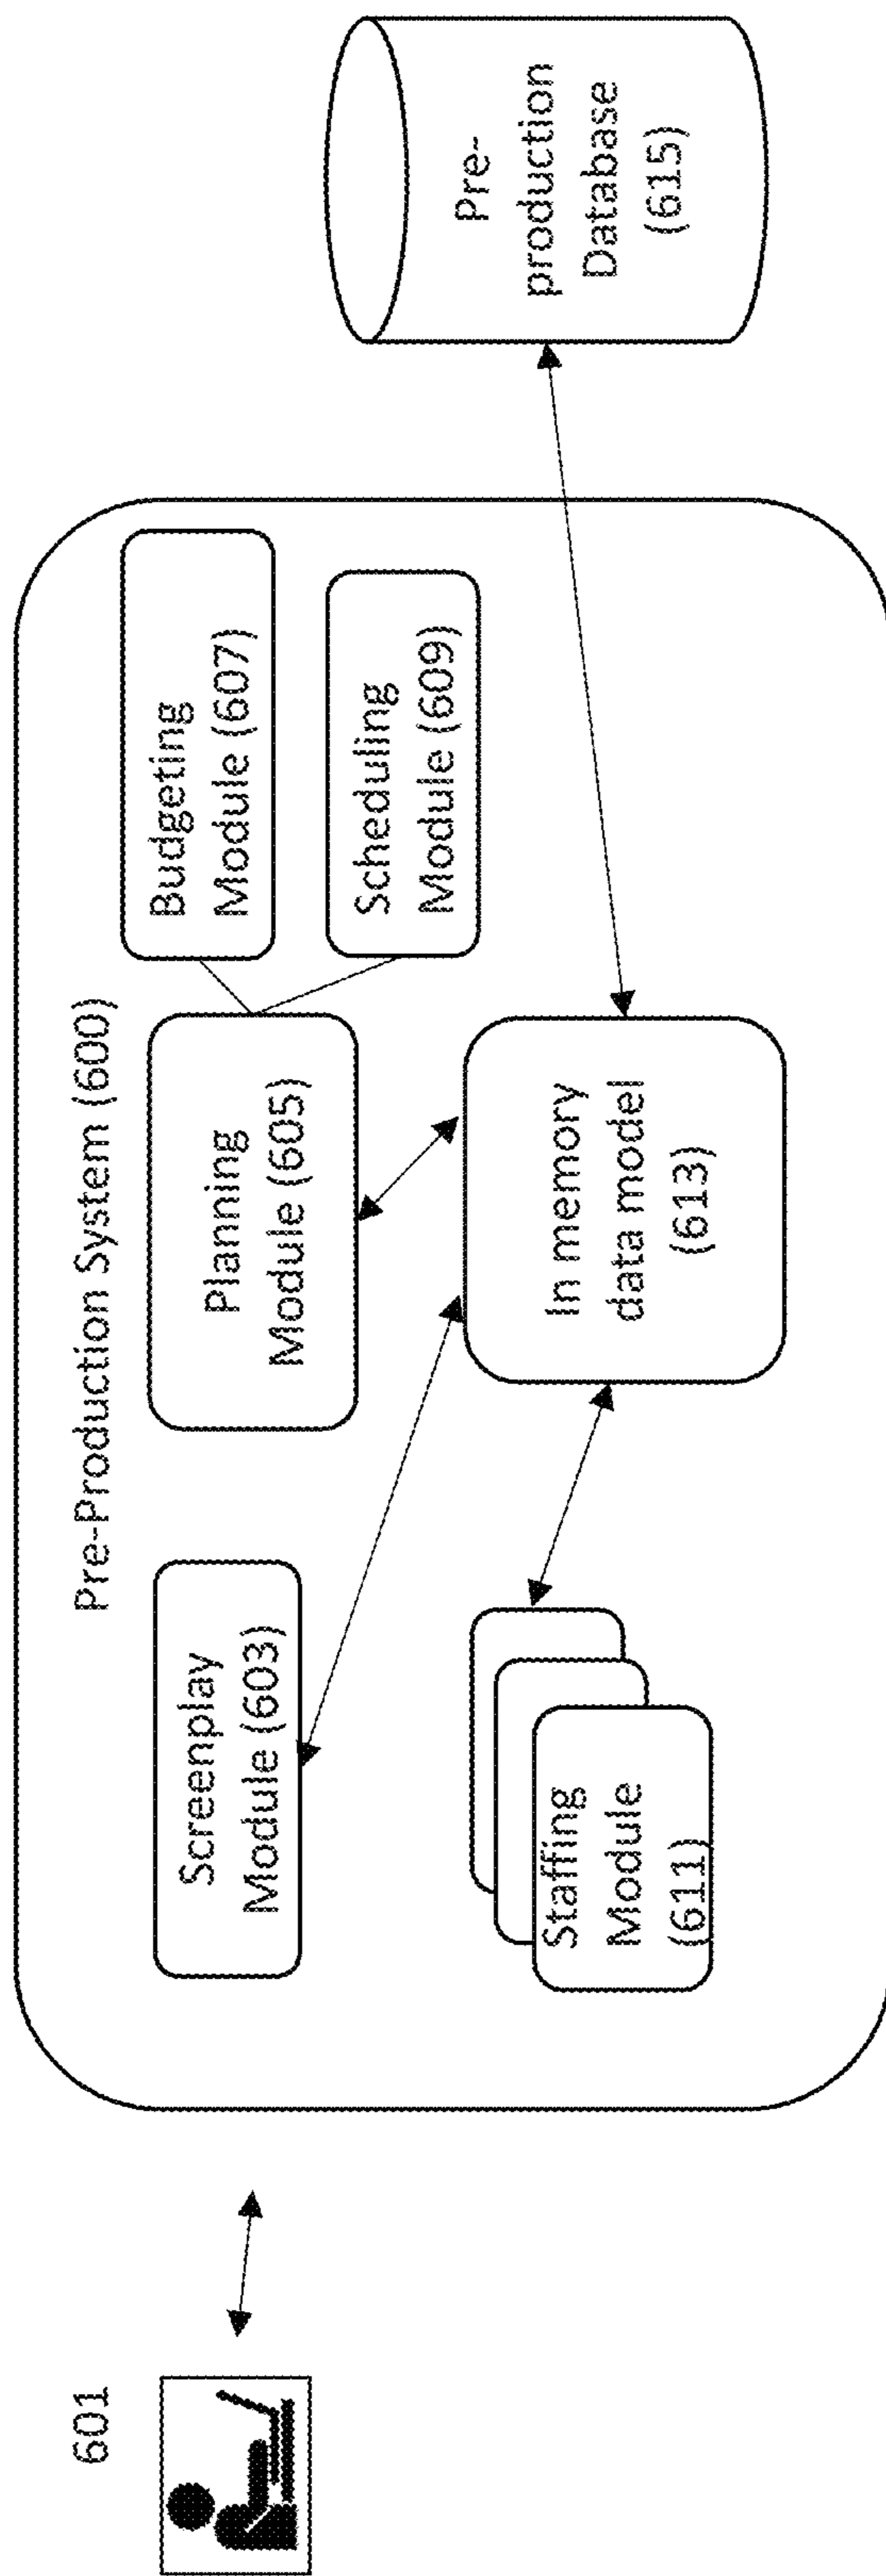 601
Pre-Production System (600)
Screenplay
Module (603)
Planning
Module (605)
Budgeting
Module (607)
Scheduling
Module (609)
Staffing
Module
(611)
In memory
data model
(613)
Pre-
production
Database
(615)